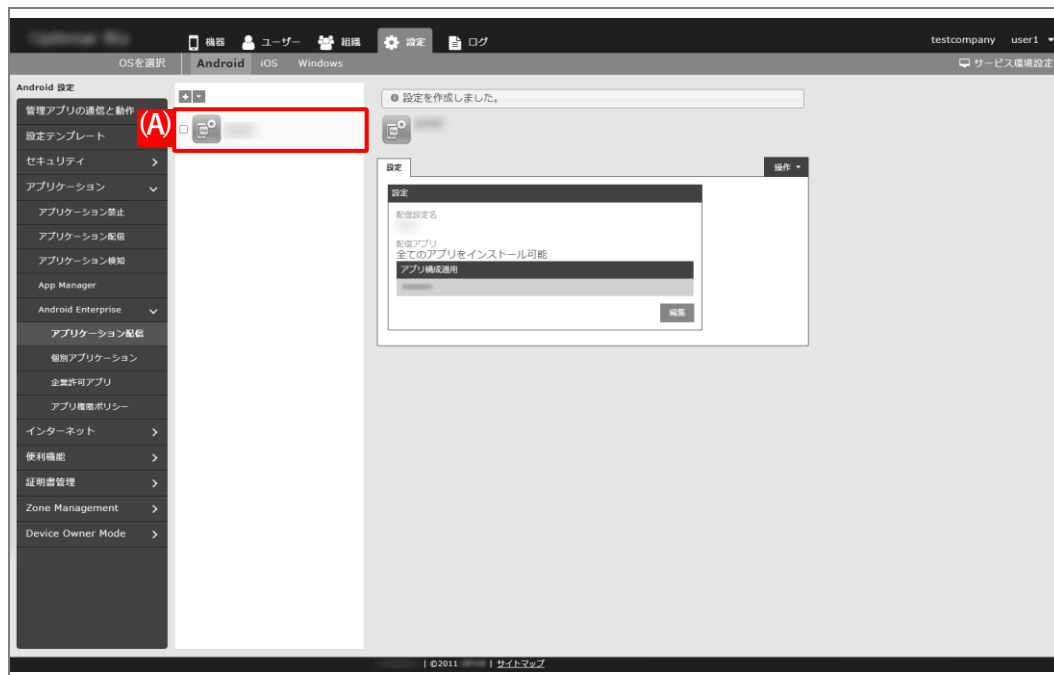 機器 ユーザー 組織 設定 ログ testcompany user1
OSを選択 Android iOS Windows サービス環境設定
Android 設定
管理アプリの通信と動作
設定テンプレート
セキュリティ
アプリケーション
アプリケーション禁止
アプリケーション配信
アプリケーション検知
App Manager
Android Enterprise
アプリケーション配信
個別アプリケーション
企業許可アプリ
アプリ権限ポリシー
インターネット
便利機能
証明書管理
Zone Management
Device Owner Mode
(A)
設定を作成しました。
設定 操作
設定
配信設定名
配信アプリ
全てのアプリをインストール可能
アプリ構成適用
編集
| ©2011 | サイトマップ